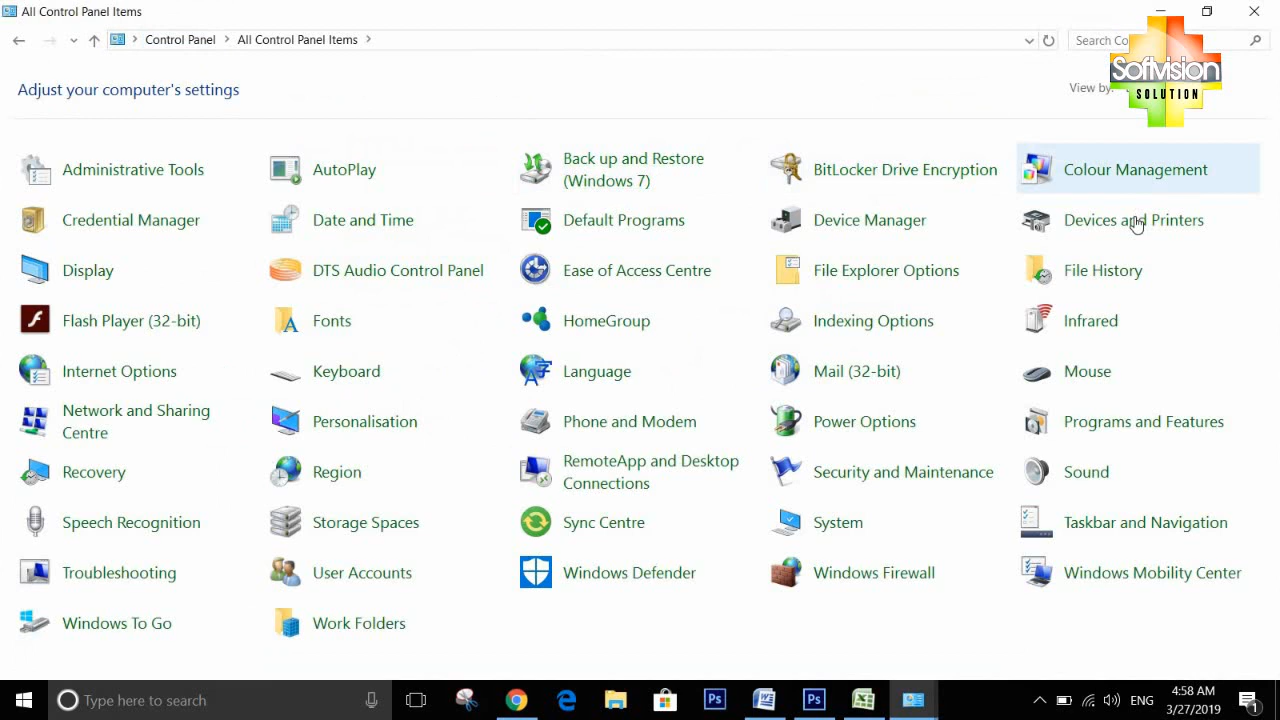 All Control Panel Items
Control Panel
All Control Panel Items
Search Co
Softvision
SOLUTION
Adjust your computer's settings
View by:
Administrative Tools
AutoPlay
Back up and Restore
(Windows 7)
BitLocker Drive Encryption
Colour Management
Credential Manager
Date and Time
Default Programs
Device Manager
Devices and Printers
Display
DTS Audio Control Panel
Ease of Access Centre
File Explorer Options
File History
Flash Player (32-bit)
Fonts
HomeGroup
Indexing Options
Infrared
Internet Options
Keyboard
Language
Mail (32-bit)
Mouse
Network and Sharing
Centre
Personalisation
Phone and Modem
Power Options
Programs and Features
Recovery
Region
RemoteApp and Desktop
Connections
Security and Maintenance
Sound
Speech Recognition
Storage Spaces
Sync Centre
System
Taskbar and Navigation
Troubleshooting
User Accounts
Windows Defender
Windows Firewall
Windows Mobility Center
Windows To Go
Work Folders
Type here to search
ENG
4:58 AM
3/27/2019
1